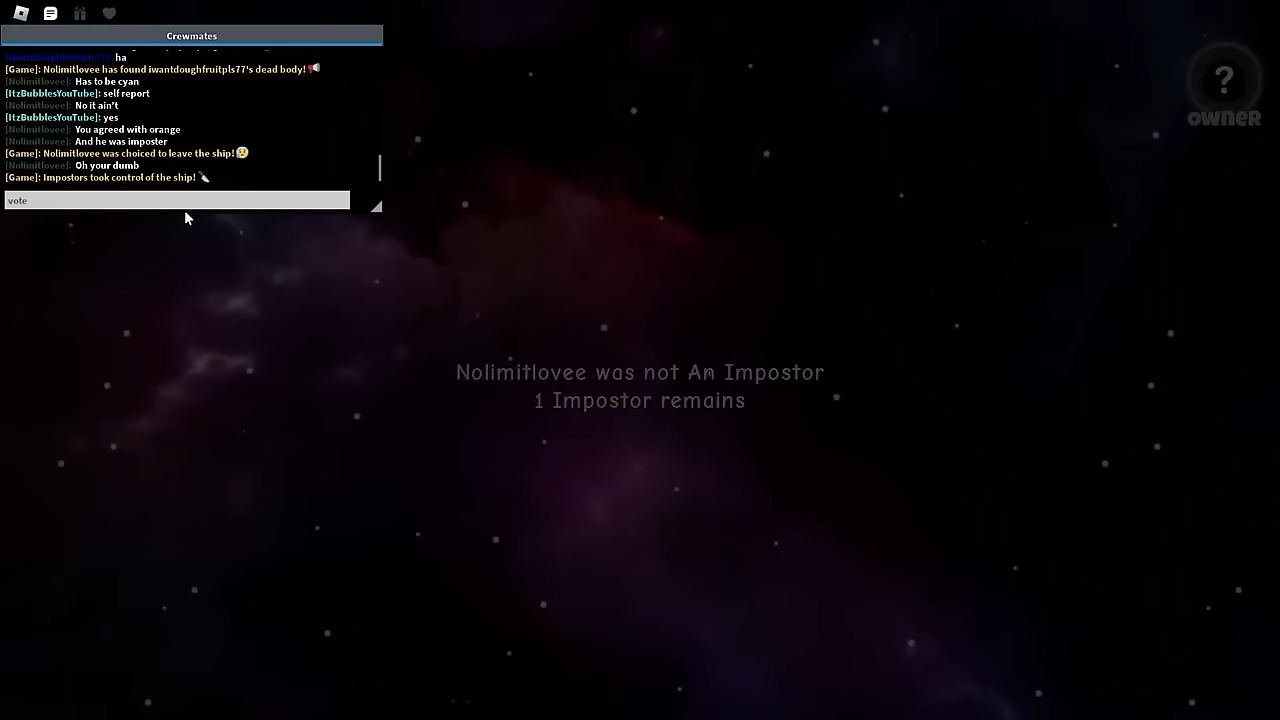 Crewmates
ha
[Game]: Nolimitlovee has found iwantdoughfruitpls77's dead body!
[Nolimitlovee]: Has to be cyan
[ItzBubblesYouTube]: self report
[Nolimitlovee]: No it ain't
[ItzBubblesYouTube]: yes
[Nolimitlovee]: You agreed with orange
[Nolimitlovee]: And he was imposter
[Game]: Nolimitlovee was choiced to leave the ship!
[Nolimitlovee]: Oh your dumb
[Game]: Impostors took control of the ship!
vote
?
OWNER
Nolimitlovee was not An Impostor
1 Impostor remains